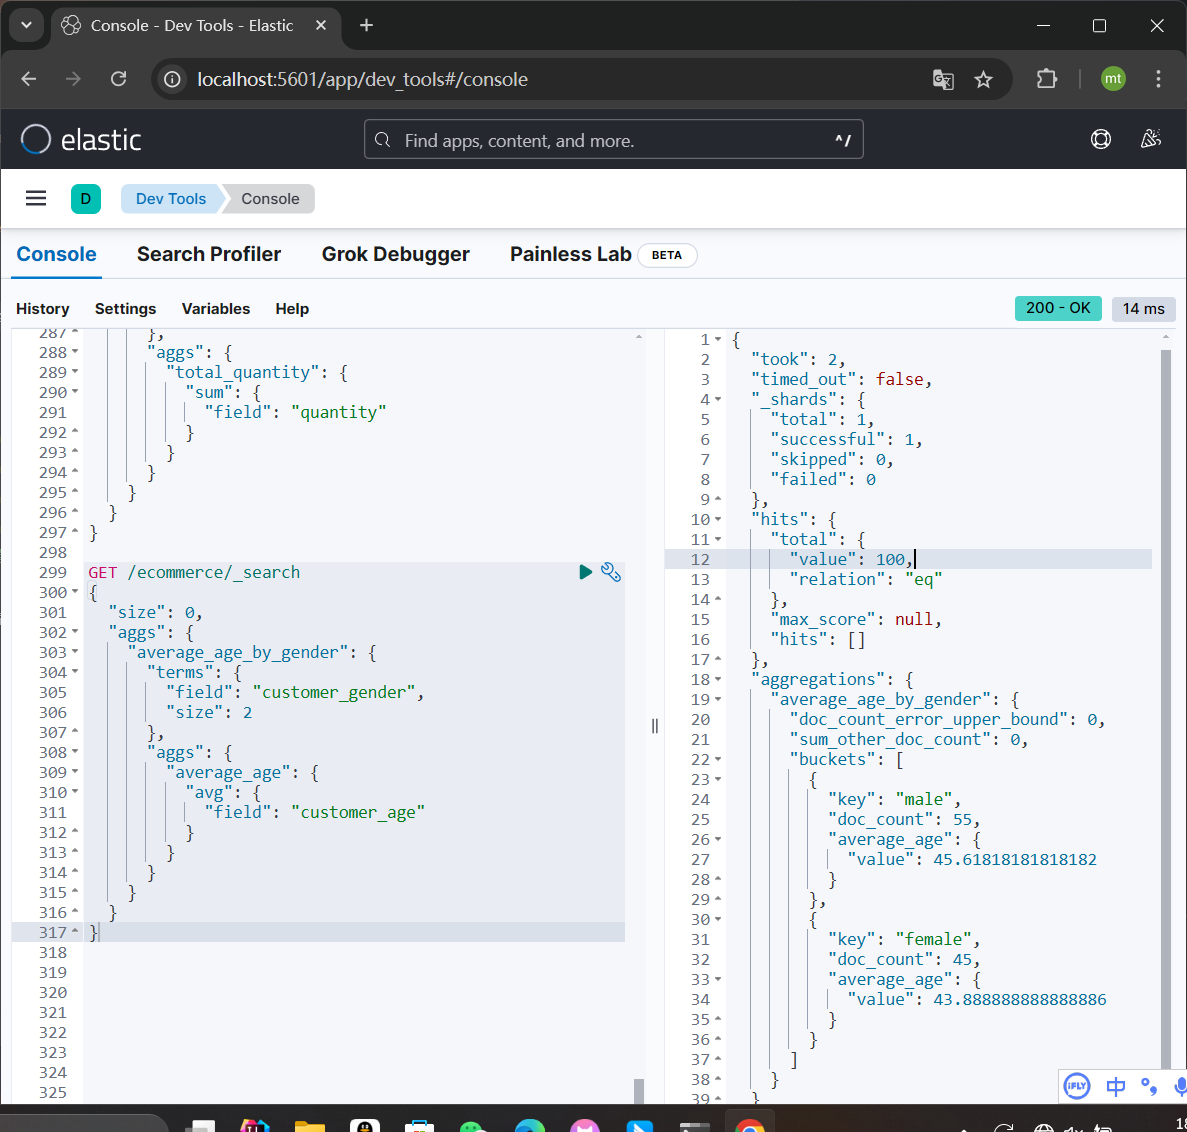 Console - Dev Tools - Elastic
localhost:5601/app/dev_tools#/console
mt
elastic
Find apps, content, and more.
^/
D
Dev Tools
Console
Console
Search Profiler
Grok Debugger
Painless Lab
BETA
History
Settings
Variables
Help
200 - OK
14 ms
287 },
288 "aggs": {
289 "total_quantity": {
290 "sum": {
291 "field": "quantity"
292 }
293 }
294 }
295 }
296 }
297 }
298
299 GET /ecommerce/_search
300 {
301 "size": 0,
302 "aggs": {
303 "average_age_by_gender": {
304 "terms": {
305 "field": "customer_gender",
306 "size": 2
307 },
308 "aggs": {
309 "average_age": {
310 "avg": {
311 "field": "customer_age"
312 }
313 }
314 }
315 }
316 }
317 }
318
319
320
321
322
323
324
325
1 {
2 "took": 2,
3 "timed_out": false,
4 "_shards": {
5 "total": 1,
6 "successful": 1,
7 "skipped": 0,
8 "failed": 0
9 },
10 "hits": {
11 "total": {
12 "value": 100,
13 "relation": "eq"
14 },
15 "max_score": null,
16 "hits": []
17 },
18 "aggregations": {
19 "average_age_by_gender": {
20 "doc_count_error_upper_bound": 0,
21 "sum_other_doc_count": 0,
22 "buckets": [
23 {
24 "key": "male",
25 "doc_count": 55,
26 "average_age": {
27 "value": 45.61818181818182
28 }
29 },
30 {
31 "key": "female",
32 "doc_count": 45,
33 "average_age": {
34 "value": 43.888888888888886
35 }
36 }
37 ]
38 }
39 }
iFLY
中